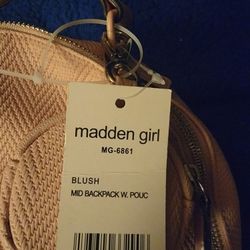 madden girl
MG-6861
BLUSH
MID BACKPACK W. POUC